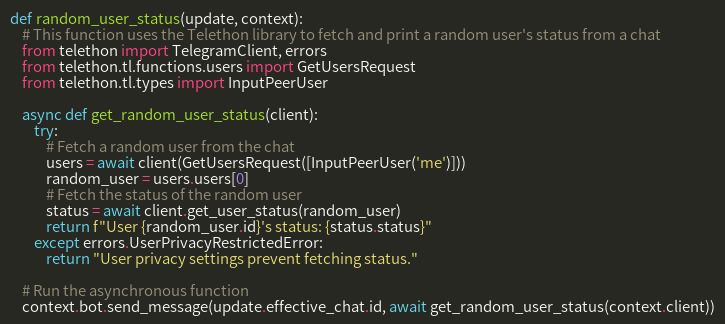 def random_user_status(update, context):
# This function uses the Telethon library to fetch and print a random user's status from a chat
from telethon import TelegramClient, errors
from telethon.tl.functions.users import GetUsersRequest
from telethon.tl.types import InputPeerUser
async def get_random_user_status(client):
try:
# Fetch a random user from the chat
users = await client(GetUsersRequest([InputPeerUser('me')]))
random_user = users.users[0]
# Fetch the status of the random user
status = await client.get_user_status(random_user)
return f"User {random_user.id}'s status: {status.status}"
except errors.UserPrivacyRestrictedError:
return "User privacy settings prevent fetching status."
# Run the asynchronous function
context.bot.send_message(update.effective_chat.id, await get_random_user_status(context.client))